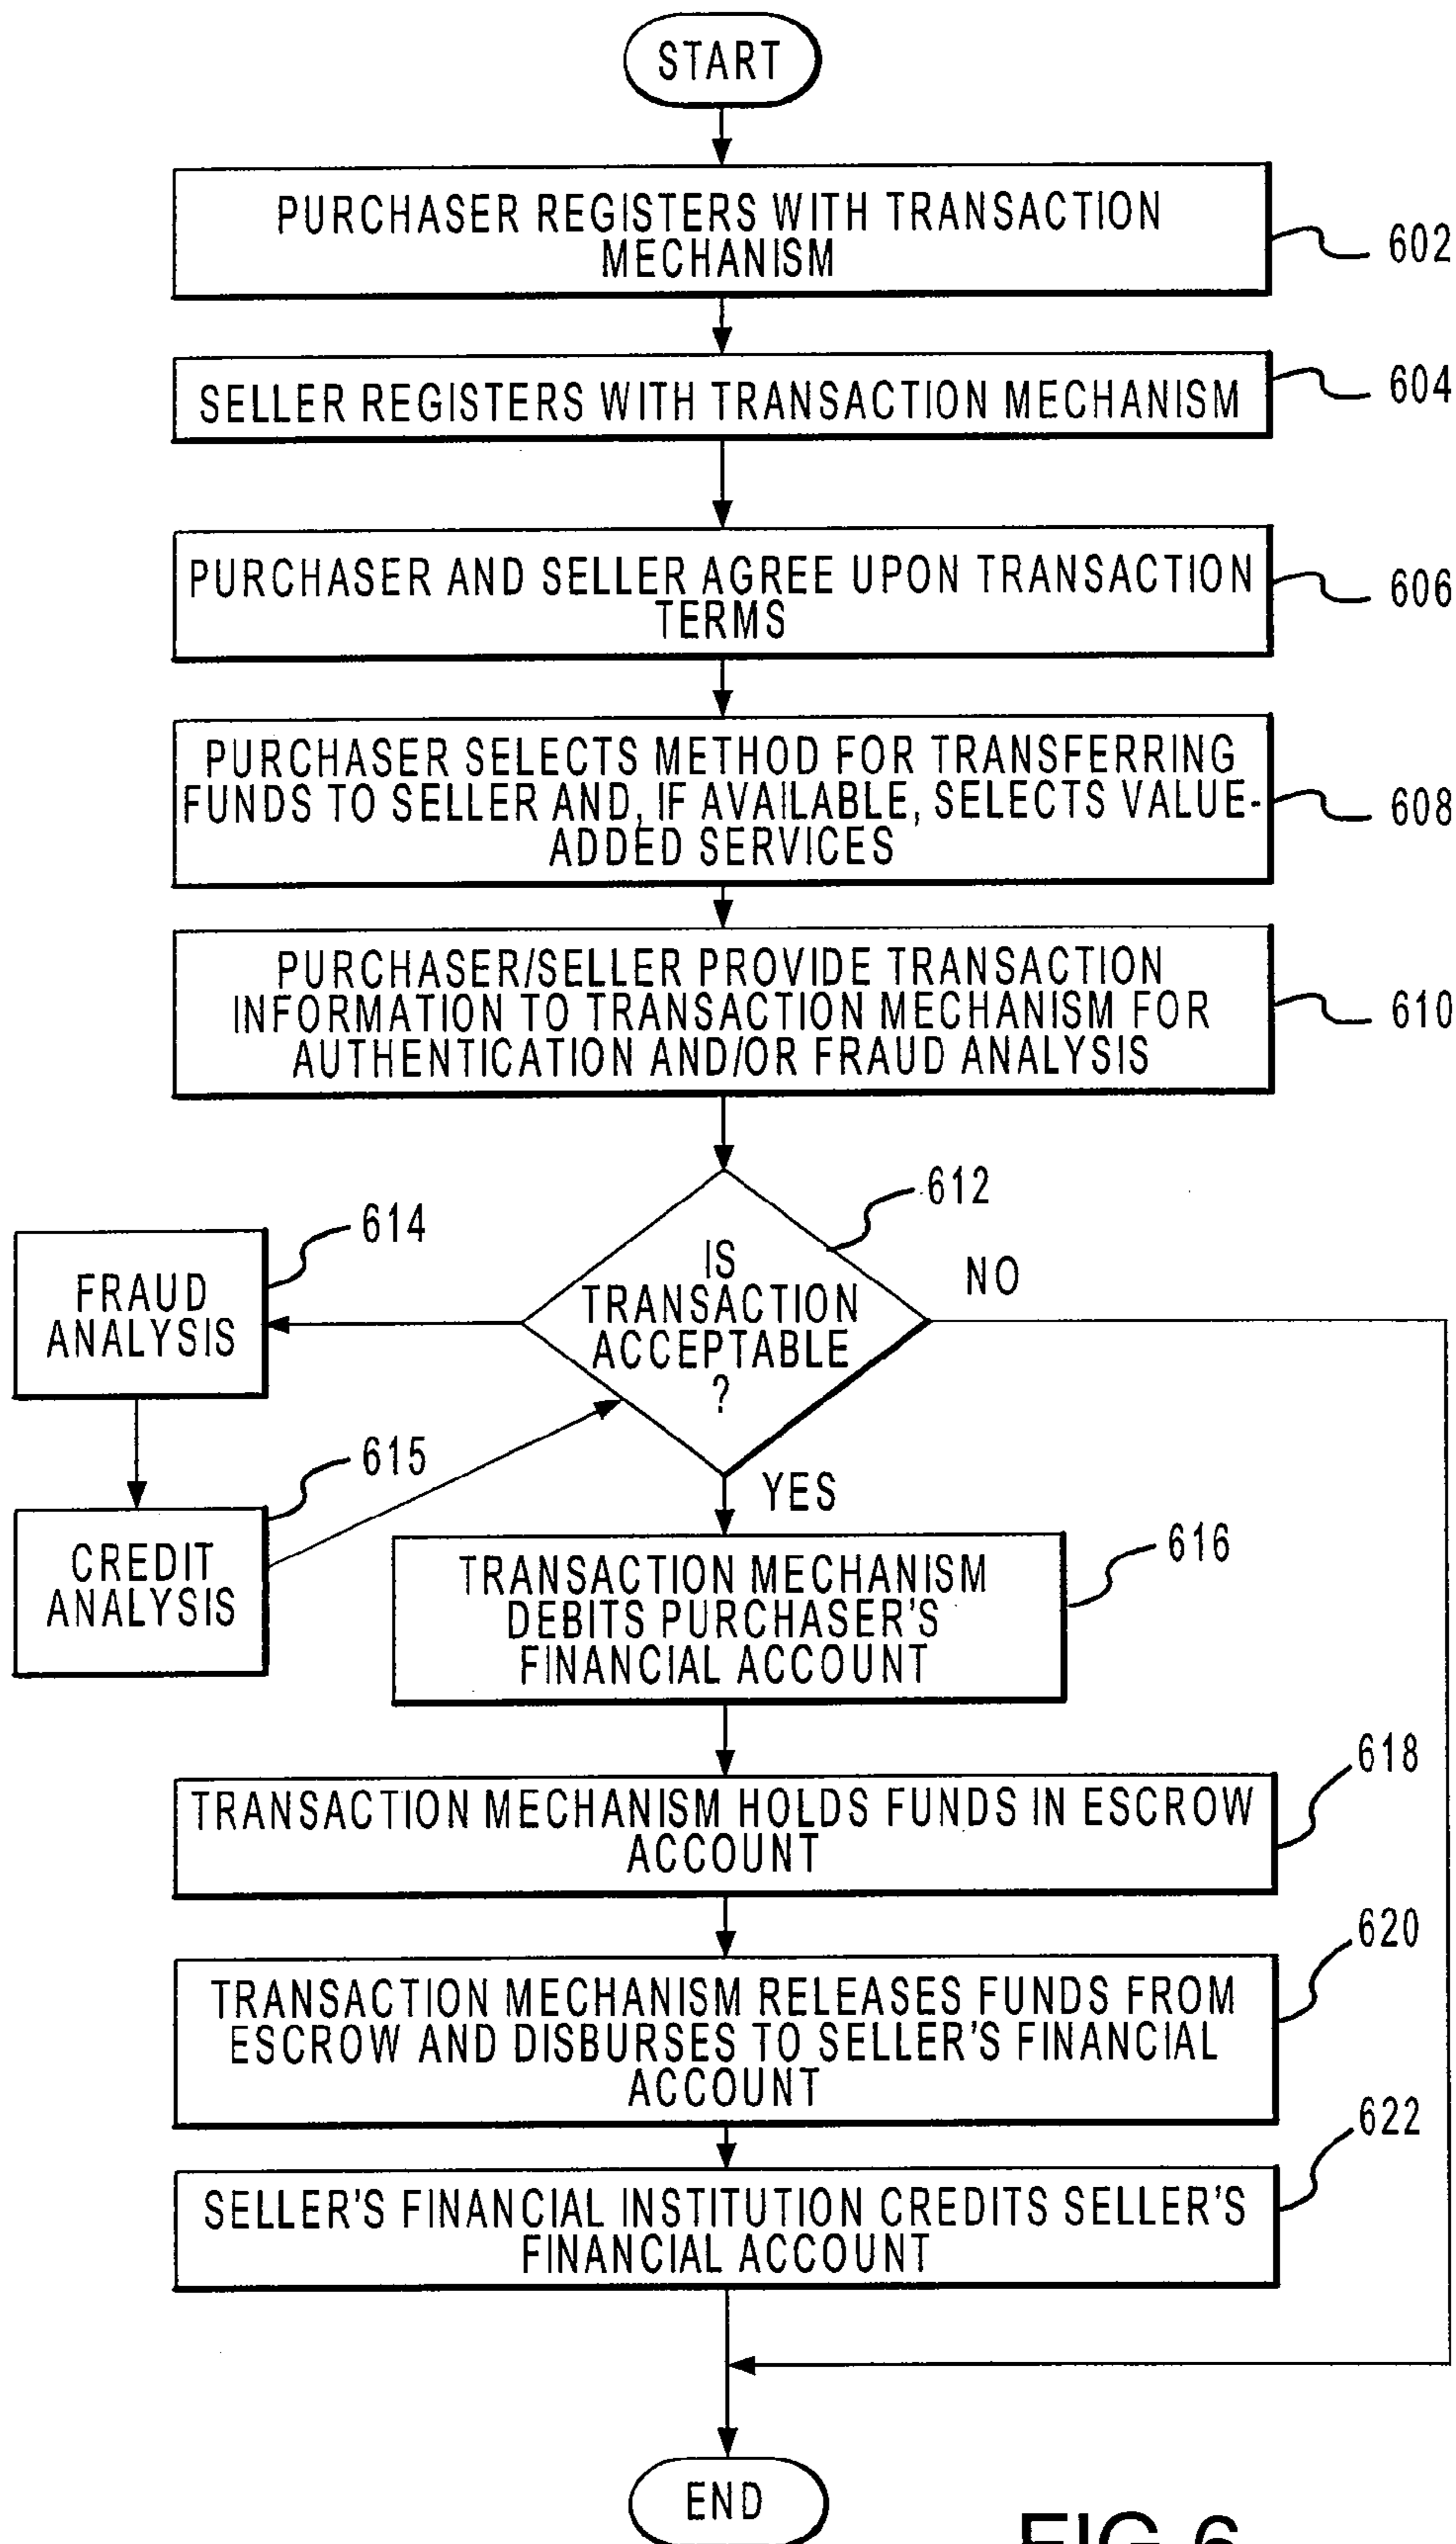 START
PURCHASER REGISTERS WITH TRANSACTION
MECHANISM
602
SELLER REGISTERS WITH TRANSACTION MECHANISM
604
PURCHASER AND SELLER AGREE UPON TRANSACTION
TERMS
606
PURCHASER SELECTS METHOD FOR TRANSFERRING
FUNDS TO SELLER AND, IF AVAILABLE, SELECTS VALUE-
ADDED SERVICES
608
PURCHASER/SELLER PROVIDE TRANSACTION
INFORMATION TO TRANSACTION MECHANISM FOR
AUTHENTICATION AND/OR FRAUD ANALYSIS
610
612
IS
TRANSACTION
ACCEPTABLE
?
NO
614
FRAUD
ANALYSIS
615
CREDIT
ANALYSIS
YES
616
TRANSACTION MECHANISM
DEBITS PURCHASER'S
FINANCIAL ACCOUNT
618
TRANSACTION MECHANISM HOLDS FUNDS IN ESCROW
ACCOUNT
620
TRANSACTION MECHANISM RELEASES FUNDS FROM
ESCROW AND DISBURSES TO SELLER'S FINANCIAL
ACCOUNT
622
SELLER'S FINANCIAL INSTITUTION CREDITS SELLER'S
FINANCIAL ACCOUNT
END
FIG.6